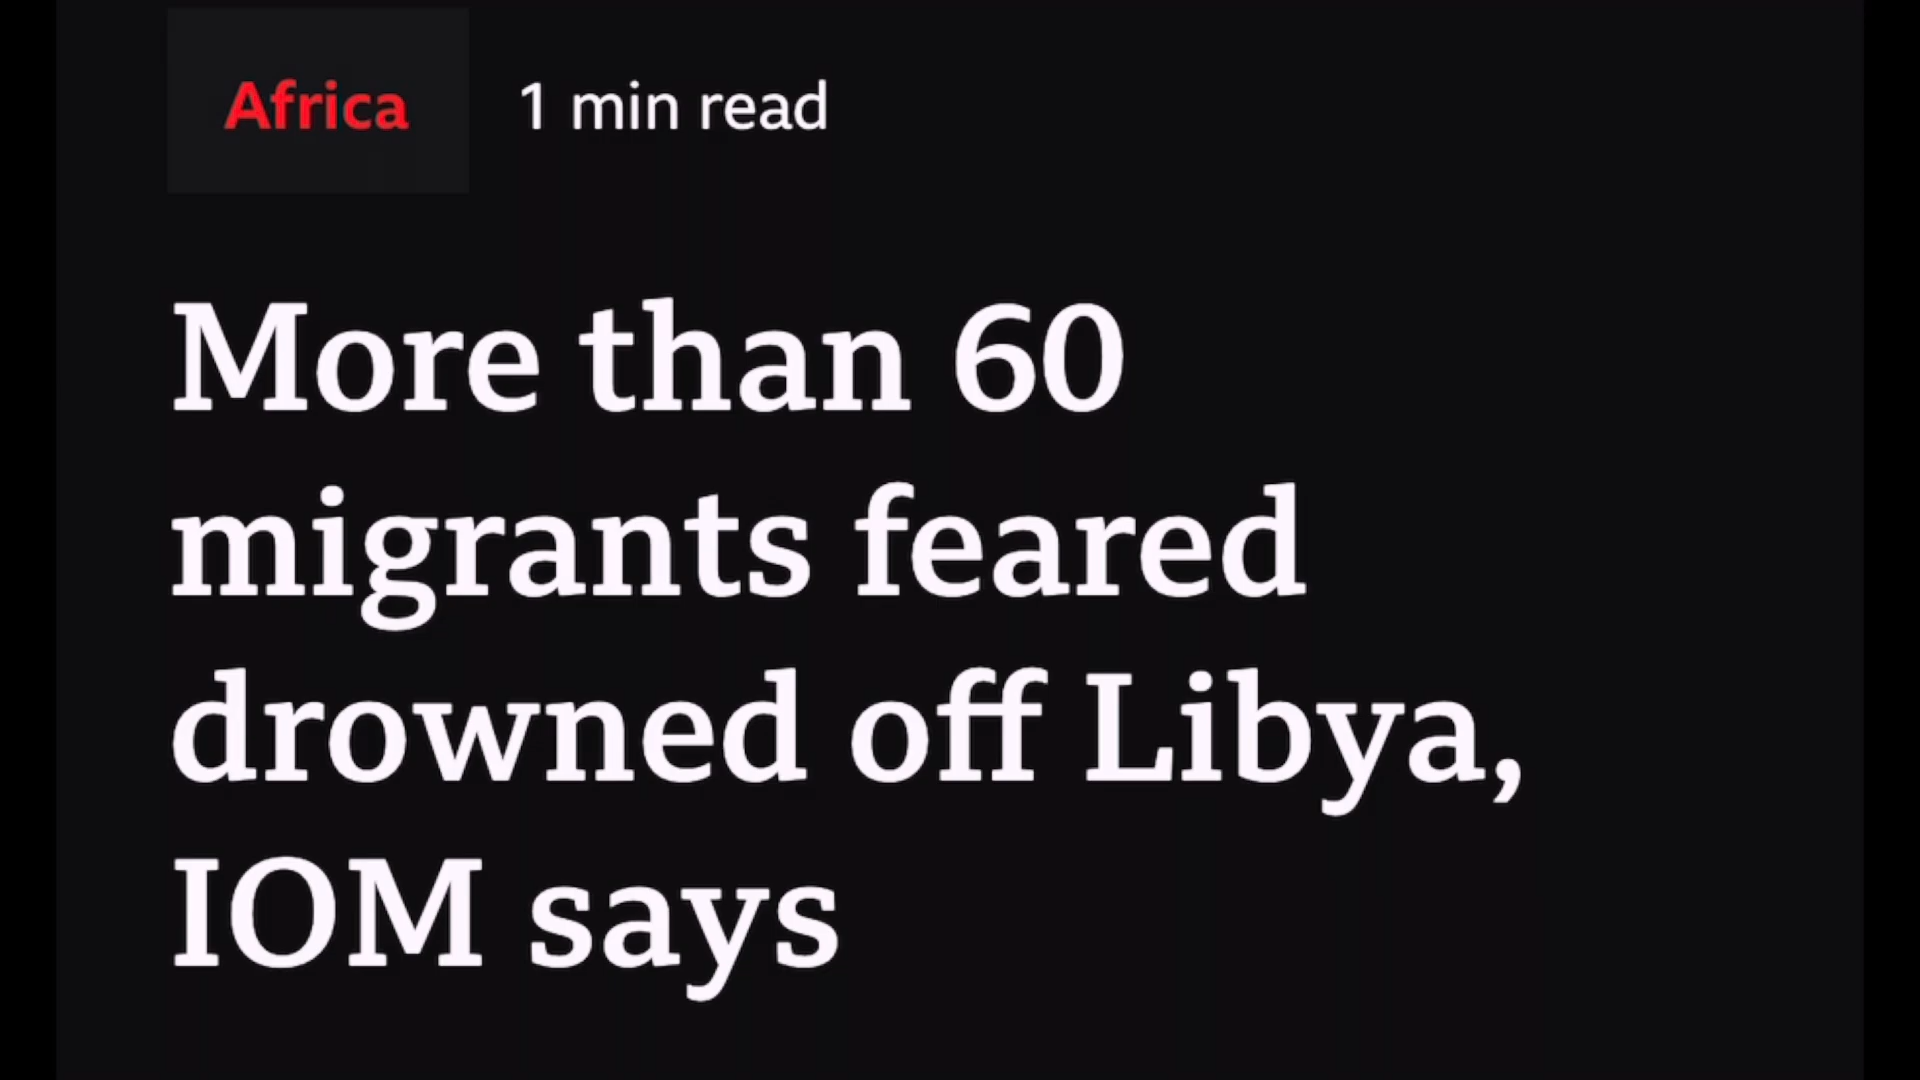 Africa 1 min read
More than 60
migrants feared
drowned off Libya,
IOM says